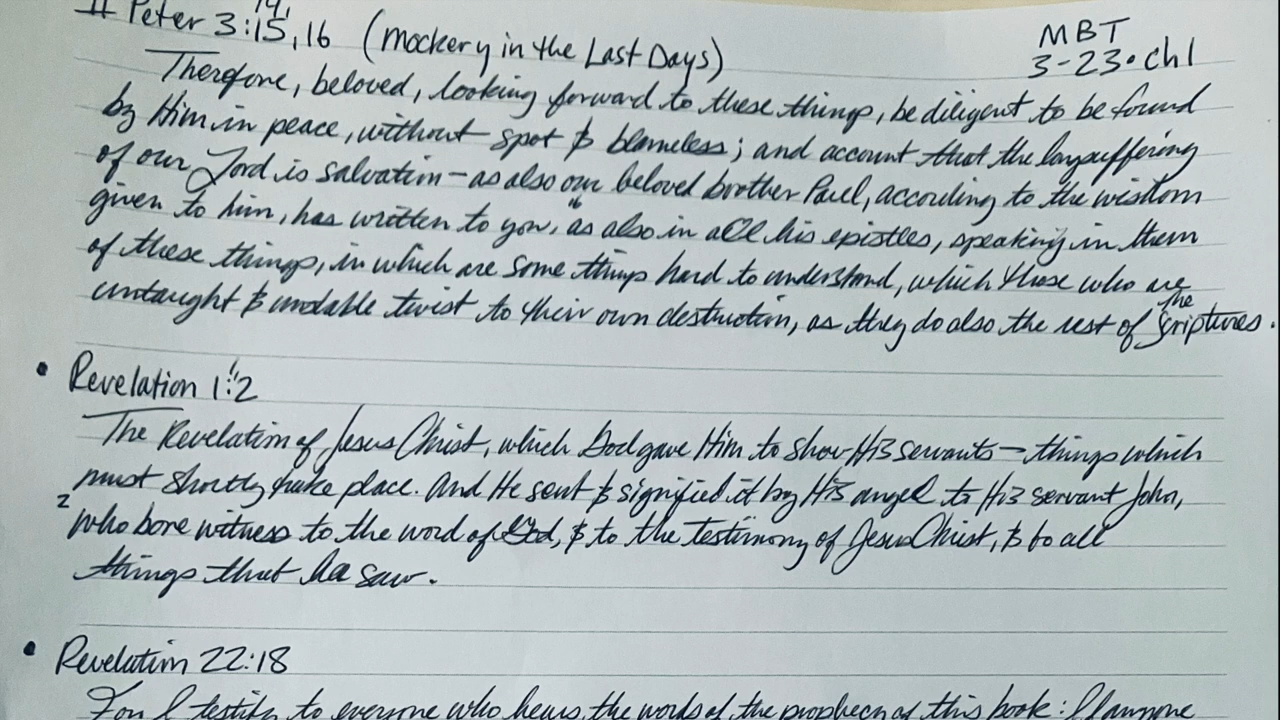 II Peter 3:14,15,16 (Mockery in the Last Days)
MBT
3-23•ch1
Therefore, beloved, looking forward to these things, be diligent to be found
by Him in peace, without spot & blameless; and account that the longsuffering
of our Lord is salvation—as also our beloved brother Paul, according to the wisdom
given to him, has written to you, as also in all his epistles, speaking in them
of these things, in which are some things hard to understand, which those who are
untaught & unstable twist to their own destruction, as they do also the rest of the Scriptures.
• Revelation 1:1,2
The Revelation of Jesus Christ, which God gave Him to show His servants—things which
must shortly take place. And He sent & signified it by His angel to His servant John,
2 who bore witness to the word of God, & to the testimony of Jesus Christ, & to all
things that he saw.
• Revelation 22:18
For I testify to everyone who hears the words of the prophecy of this book: If anyone